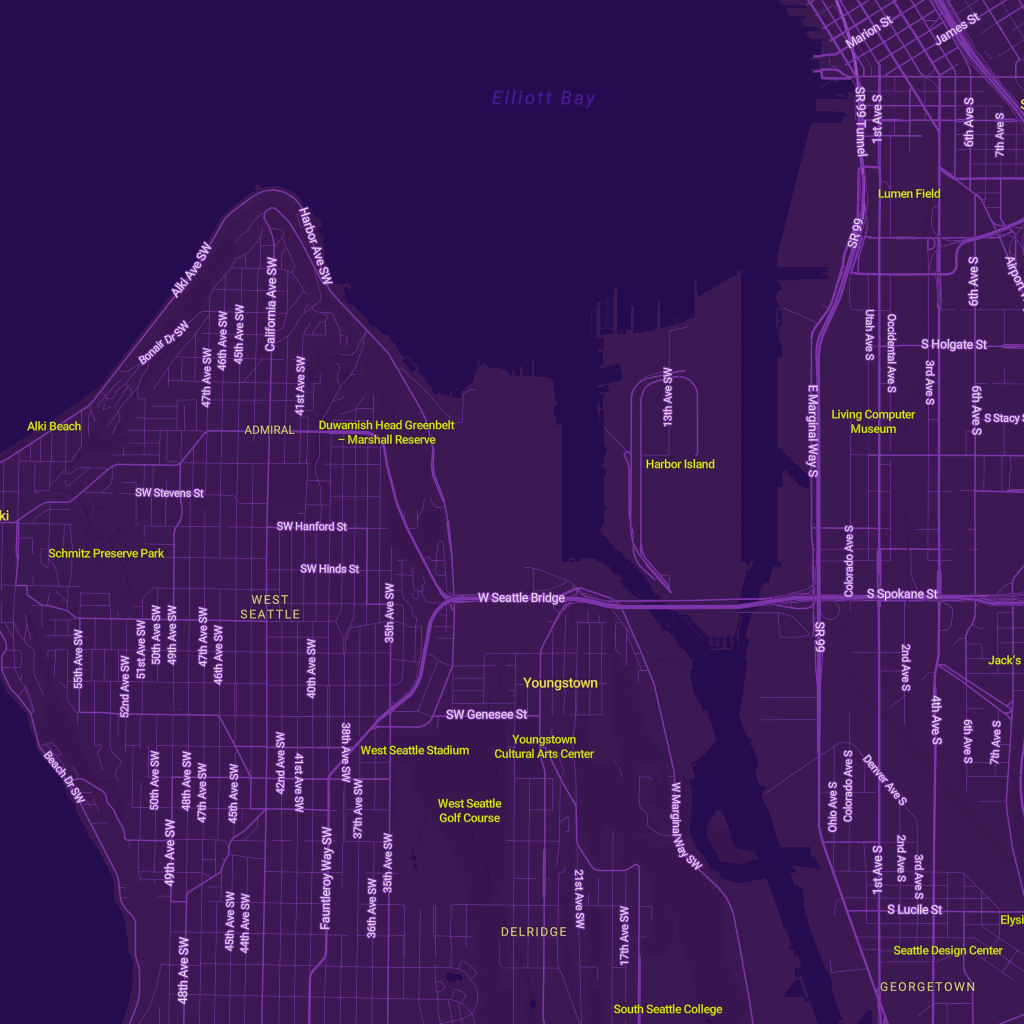 Marion St
James St
Elliott Bay
SR 99 Tunnel
1st Ave S
6th Ave S
7th Ave S
Lumen Field
SR 99
Harbor Ave SW
Alki Ave SW
California Ave SW
6th Ave S
Airport
Bonair Dr SW
46th Ave SW
45th Ave SW
47th Ave SW
41st Ave SW
Utah Ave S
Occidental Ave S
S Holgate St
3rd Ave S
6th Ave S
13th Ave SW
E Marginal Way S
Living Computer
Museum
S Stacy
Alki Beach
ADMIRAL
Duwamish Head Greenbelt
– Marshall Reserve
Harbor Island
SW Stevens St
ki
SW Hanford St
Schmitz Preserve Park
SW Hinds St
Colorado Ave S
WEST
SEATTLE
35th Ave SW
W Seattle Bridge
S Spokane St
55th Ave SW
52nd Ave SW
51st Ave SW
50th Ave SW
49th Ave SW
47th Ave SW
46th Ave SW
40th Ave SW
SR 99
2nd Ave S
Jack's
Youngstown
SW Genesee St
4th Ave S
6th Ave S
7th Ave S
West Seattle Stadium
Youngstown
Cultural Arts Center
38th Ave SW
42nd Ave SW
41st Ave SW
Beach Dr SW
50th Ave SW
48th Ave SW
47th Ave SW
45th Ave SW
37th Ave SW
West Seattle
Golf Course
W Marginal Way SW
Ohio Ave S
Colorado Ave S
Denver Ave S
49th Ave SW
Fauntleroy Way SW
35th Ave SW
36th Ave SW
21st Ave SW
17th Ave SW
1st Ave S
2nd Ave S
3rd Ave S
S Lucile St
45th Ave SW
44th Ave SW
48th Ave SW
DELRIDGE
Elysi
Seattle Design Center
GEORGETOWN
South Seattle College